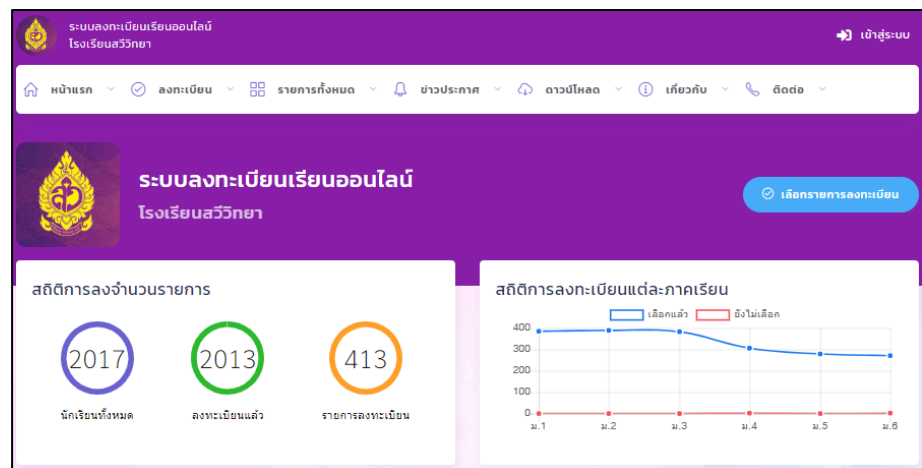 ระบบลงทะเบียนเรียนออนไลน์
โรงเรียนสวีวิทยา
เข้าสู่ระบบ
หน้าแรก
ลงทะเบียน
รายการทั้งหมด
ข่าวประกาศ
ดาวน์โหลด
เกี่ยวกับ
ติดต่อ
สว
ระบบลงทะเบียนเรียนออนไลน์
โรงเรียนสวีวิทยา
เลือกรายการลงทะเบียน
สถิติการลงจำนวนรายการ
2017
2013
413
นักเรียนทั้งหมด
ลงทะเบียนแล้ว
รายการลงทะเบียน
สถิติการลงทะเบียนแต่ละภาคเรียน
เลือกแล้ว
ยังไม่เลือก
400
300
200
100
0
ม.1
ม.2
ม.3
ม.4
ม.5
ม.6